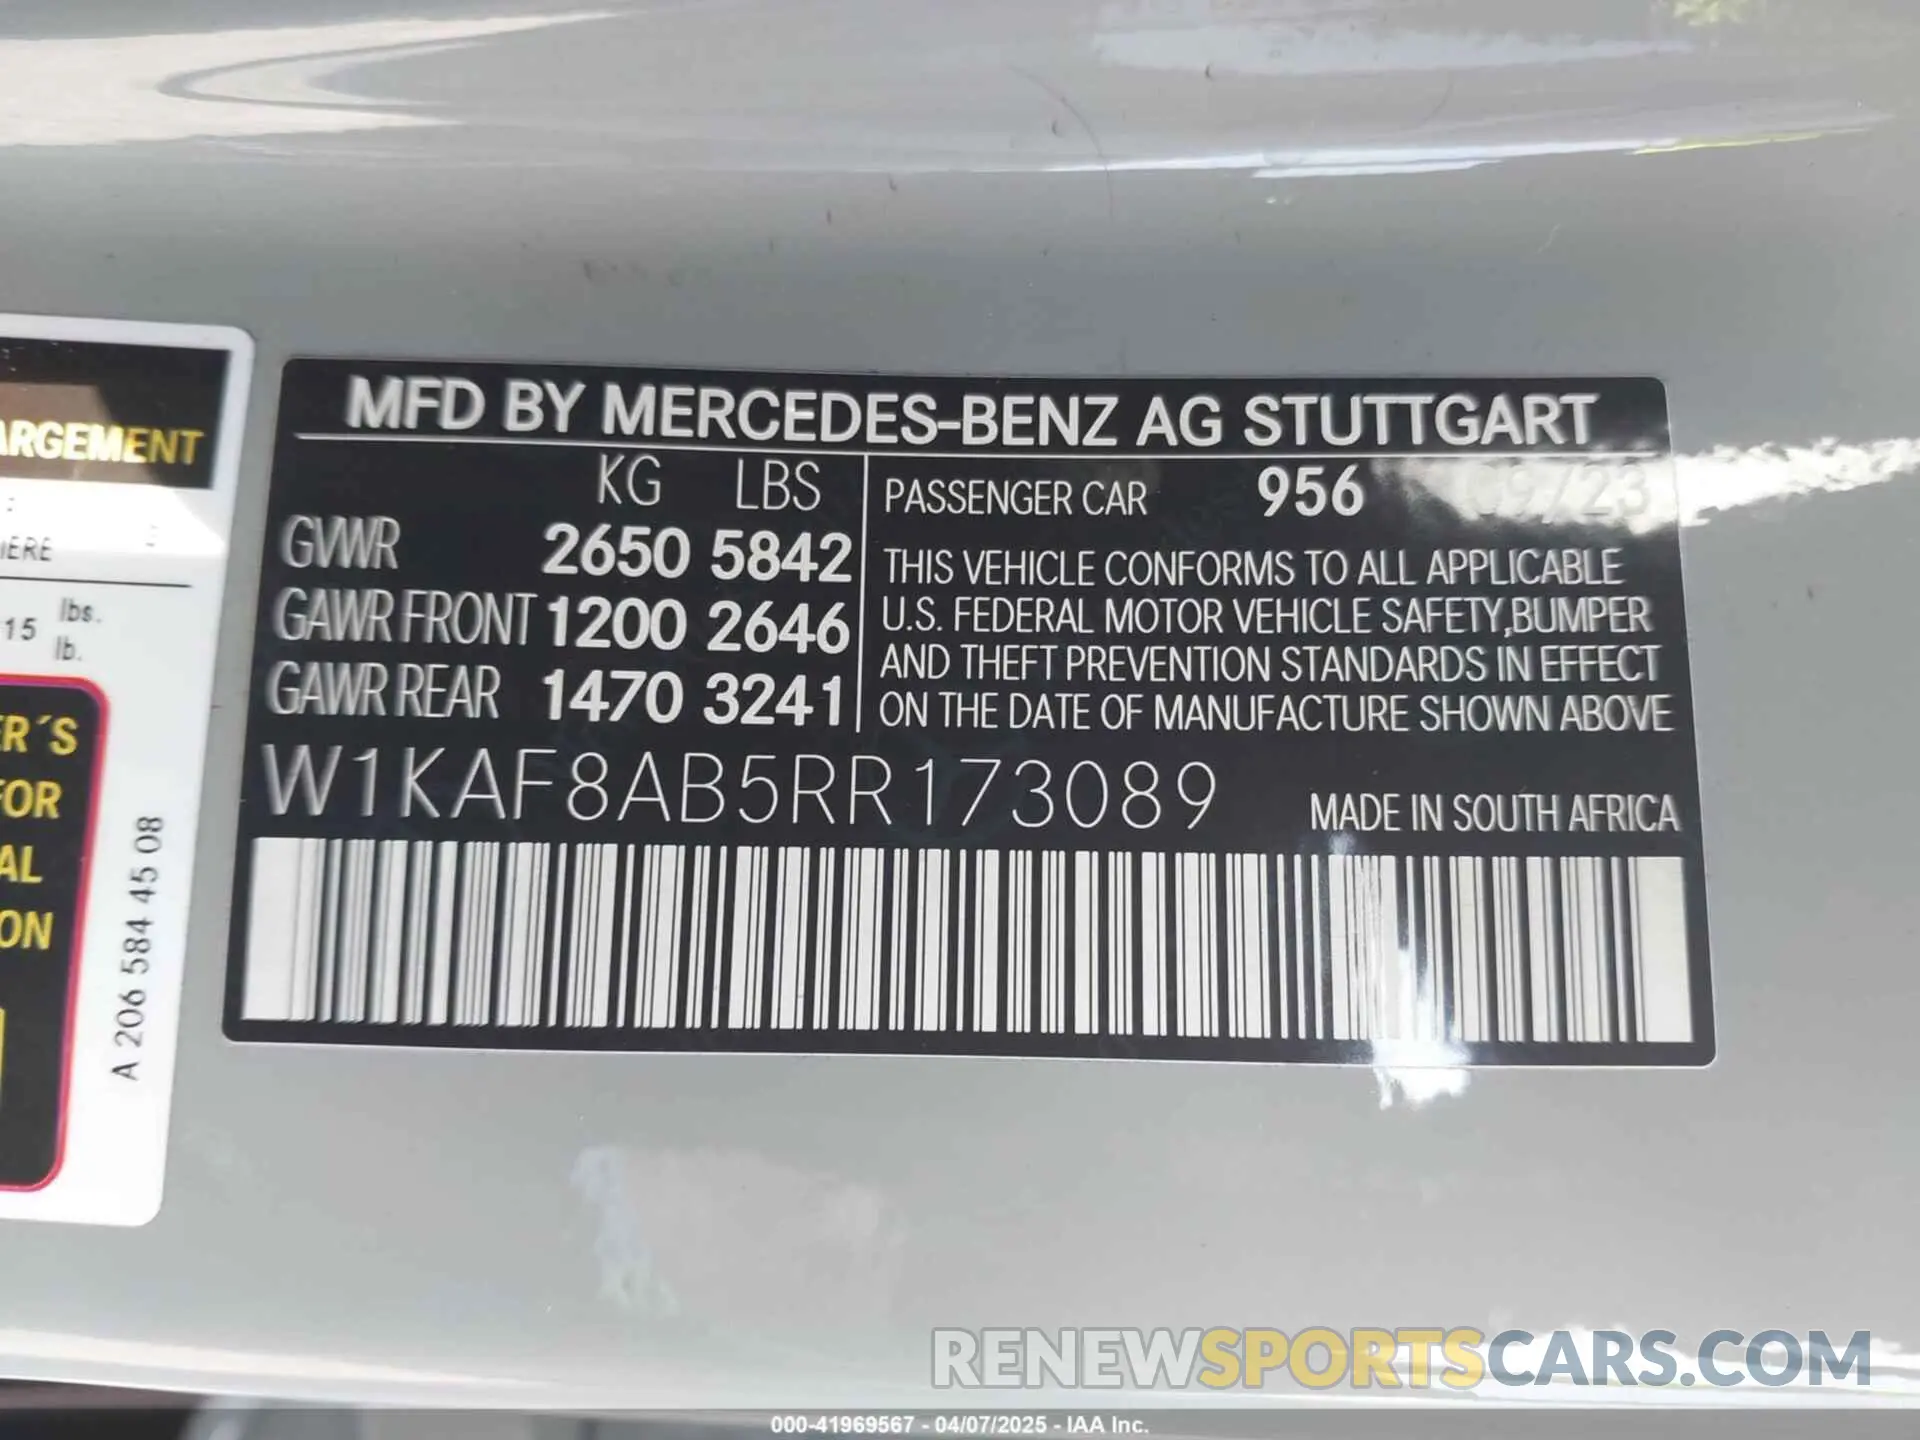 ARGEMENT
15 lbs.
lb.
ER´S
FOR
AL
ON
A 206 584 45 08
MFD BY MERCEDES-BENZ AG STUTTGART
KG LBS
GVWR 2650 5842
GAWR FRONT 1200 2646
GAWR REAR 1470 3241
PASSENGER CAR 956 09/23
THIS VEHICLE CONFORMS TO ALL APPLICABLE
U.S. FEDERAL MOTOR VEHICLE SAFETY,BUMPER
AND THEFT PREVENTION STANDARDS IN EFFECT
ON THE DATE OF MANUFACTURE SHOWN ABOVE
W1KAF8AB5RR173089
MADE IN SOUTH AFRICA
RENEWSPORTSCARS.COM
000-41969567 - 04/07/2025 - IAA Inc.